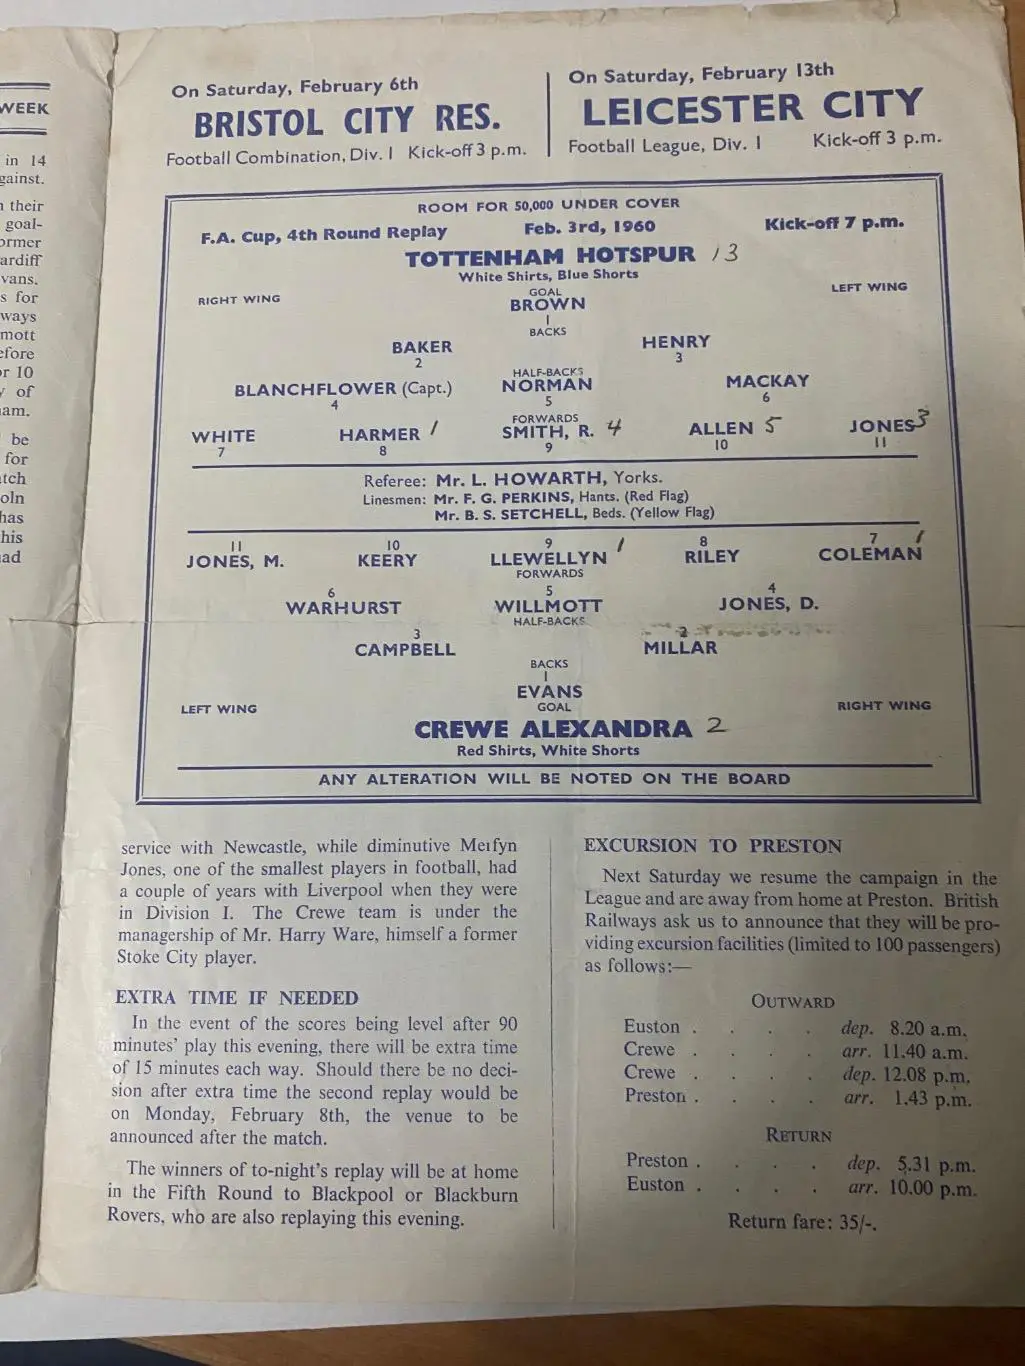 WEEK
in 14
gainst.
their
goal-
ormer
ardiff
vans.
s for
ways
mott
efore
or 10
of
am.
be
for
tch
oln
has
his
ad
On Saturday, February 6th
BRISTOL CITY RES.
Football Combination, Div. 1 Kick-off 3 p.m.
On Saturday, February 13th
LEICESTER CITY
Football League, Div. 1 Kick-off 3 p.m.
ROOM FOR 50,000 UNDER COVER
F.A. Cup, 4th Round Replay Feb. 3rd, 1960 Kick-off 7 p.m.
TOTTENHAM HOTSPUR 13
White Shirts, Blue Shorts
RIGHT WING GOAL LEFT WING
BROWN
1
BACKS
BAKER HENRY
2 3
HALF-BACKS
BLANCHFLOWER (Capt.) NORMAN MACKAY
4 5 6
FORWARDS
WHITE HARMER 1 SMITH, R. 4 ALLEN 5 JONES 3
7 8 9 10 11
Referee: Mr. L. HOWARTH, Yorks.
Linesmen: Mr. F. G. PERKINS, Hants. (Red Flag)
Mr. B. S. SETCHELL, Beds. (Yellow Flag)
11 10 9 8 7
JONES, M. KEERY LLEWELLYN 1 RILEY COLEMAN 1
FORWARDS
6 5 4
WARHURST WILLMOTT JONES, D.
HALF-BACKS
3 2
CAMPBELL MILLAR
BACKS
1
EVANS
LEFT WING GOAL RIGHT WING
CREWE ALEXANDRA 2
Red Shirts, White Shorts
ANY ALTERATION WILL BE NOTED ON THE BOARD
service with Newcastle, while diminutive Merfyn
Jones, one of the smallest players in football, had
a couple of years with Liverpool when they were
in Division I. The Crewe team is under the
managership of Mr. Harry Ware, himself a former
Stoke City player.
EXTRA TIME IF NEEDED
In the event of the scores being level after 90
minutes' play this evening, there will be extra time
of 15 minutes each way. Should there be no deci-
sion after extra time the second replay would be
on Monday, February 8th, the venue to be
announced after the match.
The winners of to-night's replay will be at home
in the Fifth Round to Blackpool or Blackburn
Rovers, who are also replaying this evening.
EXCURSION TO PRESTON
Next Saturday we resume the campaign in the
League and are away from home at Preston. British
Railways ask us to announce that they will be pro-
viding excursion facilities (limited to 100 passengers)
as follows:—
OUTWARD
Euston . . . . dep. 8.20 a.m.
Crewe . . . . arr. 11.40 a.m.
Crewe . . . . dep. 12.08 p.m.
Preston . . . . arr. 1.43 p.m.
RETURN
Preston . . . . dep. 5.31 p.m.
Euston . . . . arr. 10.00 p.m.
Return fare: 35/-.